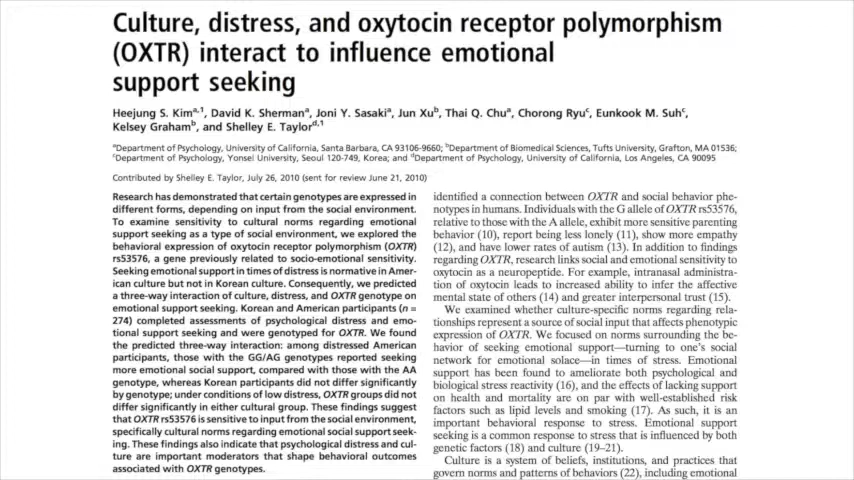 Culture, distress, and oxytocin receptor polymorphism
(OXTR) interact to influence emotional
support seeking
Heejung S. Kimᵃ,¹, David K. Shermanᵃ, Joni Y. Sasakiᵃ, Jun Xuᵇ, Thai Q. Chuᵃ, Chorong Ryuᶜ, Eunkook M. Suhᶜ,
Kelsey Grahamᵇ, and Shelley E. Taylorᵈ,¹
ᵃDepartment of Psychology, University of California, Santa Barbara, CA 93106-9660; ᵇDepartment of Biomedical Sciences, Tufts University, Grafton, MA 01536;
ᶜDepartment of Psychology, Yonsei University, Seoul 120-749, Korea; and ᵈDepartment of Psychology, University of California, Los Angeles, CA 90095
Contributed by Shelley E. Taylor, July 26, 2010 (sent for review June 21, 2010)
Research has demonstrated that certain genotypes are expressed in
different forms, depending on input from the social environment.
To examine sensitivity to cultural norms regarding emotional
support seeking as a type of social environment, we explored the
behavioral expression of oxytocin receptor polymorphism (OXTR)
rs53576, a gene previously related to socio-emotional sensitivity.
Seeking emotional support in times of distress is normative in Amer-
ican culture but not in Korean culture. Consequently, we predicted
a three-way interaction of culture, distress, and OXTR genotype on
emotional support seeking. Korean and American participants (n =
274) completed assessments of psychological distress and emo-
tional support seeking and were genotyped for OXTR. We found
the predicted three-way interaction: among distressed American
participants, those with the GG/AG genotypes reported seeking
more emotional social support, compared with those with the AA
genotype, whereas Korean participants did not differ significantly
by genotype; under conditions of low distress, OXTR groups did not
differ significantly in either cultural group. These findings suggest
that OXTR rs53576 is sensitive to input from the social environment,
specifically cultural norms regarding emotional social support seek-
ing. These findings also indicate that psychological distress and cul-
ture are important moderators that shape behavioral outcomes
associated with OXTR genotypes.
identified a connection between OXTR and social behavior phe-
notypes in humans. Individuals with the G allele of OXTR rs53576,
relative to those with the A allele, exhibit more sensitive parenting
behavior (10), report being less lonely (11), show more empathy
(12), and have lower rates of autism (13). In addition to findings
regarding OXTR, research links social and emotional sensitivity to
oxytocin as a neuropeptide. For example, intranasal administra-
tion of oxytocin leads to increased ability to infer the affective
mental state of others (14) and greater interpersonal trust (15).
We examined whether culture-specific norms regarding rela-
tionships represent a source of social input that affects phenotypic
expression of OXTR. We focused on norms surrounding the be-
havior of seeking emotional support—turning to one's social
network for emotional solace—in times of stress. Emotional
support has been found to ameliorate both psychological and
biological stress reactivity (16), and the effects of lacking support
on health and mortality are on par with well-established risk
factors such as lipid levels and smoking (17). As such, it is an
important behavioral response to stress. Emotional support
seeking is a common response to stress that is influenced by both
genetic factors (18) and culture (19–21).
Culture is a system of beliefs, institutions, and practices that
govern norms and patterns of behaviors (22), including emotional